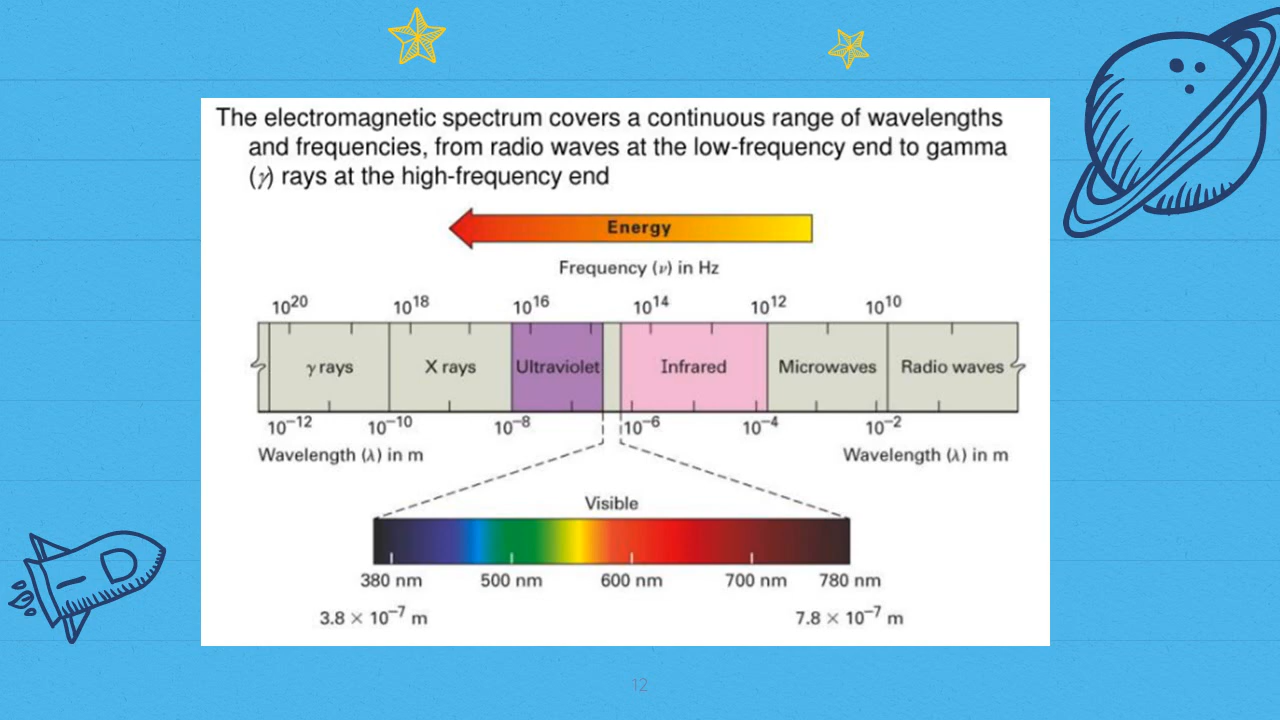 The electromagnetic spectrum covers a continuous range of wavelengths
and frequencies, from radio waves at the low-frequency end to gamma
(γ) rays at the high-frequency end
Energy
Frequency (ν) in Hz
10²⁰ 10¹⁸ 10¹⁶ 10¹⁴ 10¹² 10¹⁰
γ rays X rays Ultraviolet Infrared Microwaves Radio waves
10⁻¹² 10⁻¹⁰ 10⁻⁸ 10⁻⁶ 10⁻⁴ 10⁻²
Wavelength (λ) in m Wavelength (λ) in m
Visible
380 nm 500 nm 600 nm 700 nm 780 nm
3.8 × 10⁻⁷ m 7.8 × 10⁻⁷ m
12